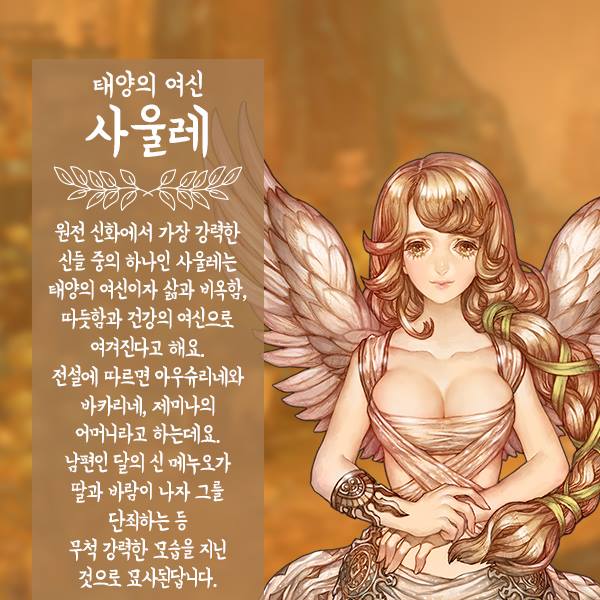 태양의 여신
사울레
원전 신화에서 가장 강력한
신들 중의 하나인 사울레는
태양의 여신이자 삶과 비옥함,
따듯함과 건강의 여신으로
여겨진다고 해요.
전설에 따르면 아우슈리네와
바카리네, 제미나의
어머니라고 하는데요.
남편인 달의 신 메누오가
딸과 바람이 나자 그를
단죄하는 등
무척 강력한 모습을 지닌
것으로 묘사된답니다.